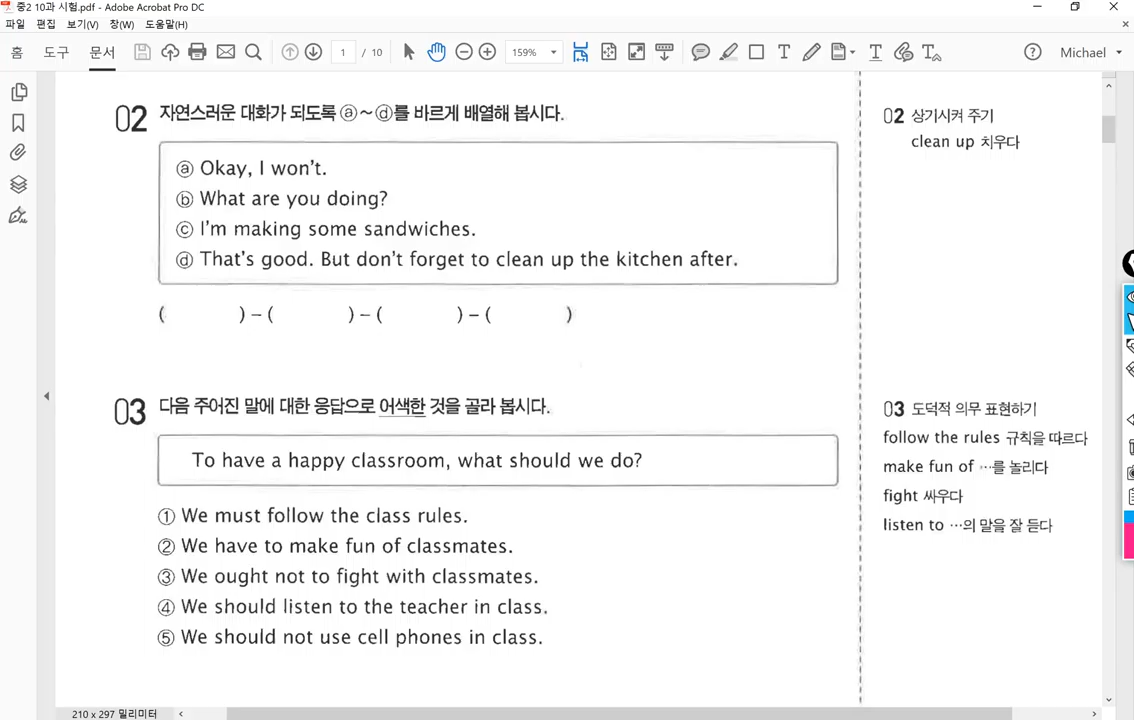 중2 10과 시험.pdf - Adobe Acrobat Pro DC
파일 편집 보기(V) 창(W) 도움말(H)
홈 도구 문서 1 / 10 159% Michael
02 자연스러운 대화가 되도록 ⓐ～ⓓ를 바르게 배열해 봅시다.
ⓐ Okay, I won't.
ⓑ What are you doing?
ⓒ I'm making some sandwiches.
ⓓ That's good. But don't forget to clean up the kitchen after.
( ) – ( ) – ( ) – ( )
02 상기시켜 주기
clean up 치우다
03 다음 주어진 말에 대한 응답으로 어색한 것을 골라 봅시다.
To have a happy classroom, what should we do?
① We must follow the class rules.
② We have to make fun of classmates.
③ We ought not to fight with classmates.
④ We should listen to the teacher in class.
⑤ We should not use cell phones in class.
03 도덕적 의무 표현하기
follow the rules 규칙을 따르다
make fun of …를 놀리다
fight 싸우다
listen to …의 말을 잘 듣다
210 x 297 밀리미터